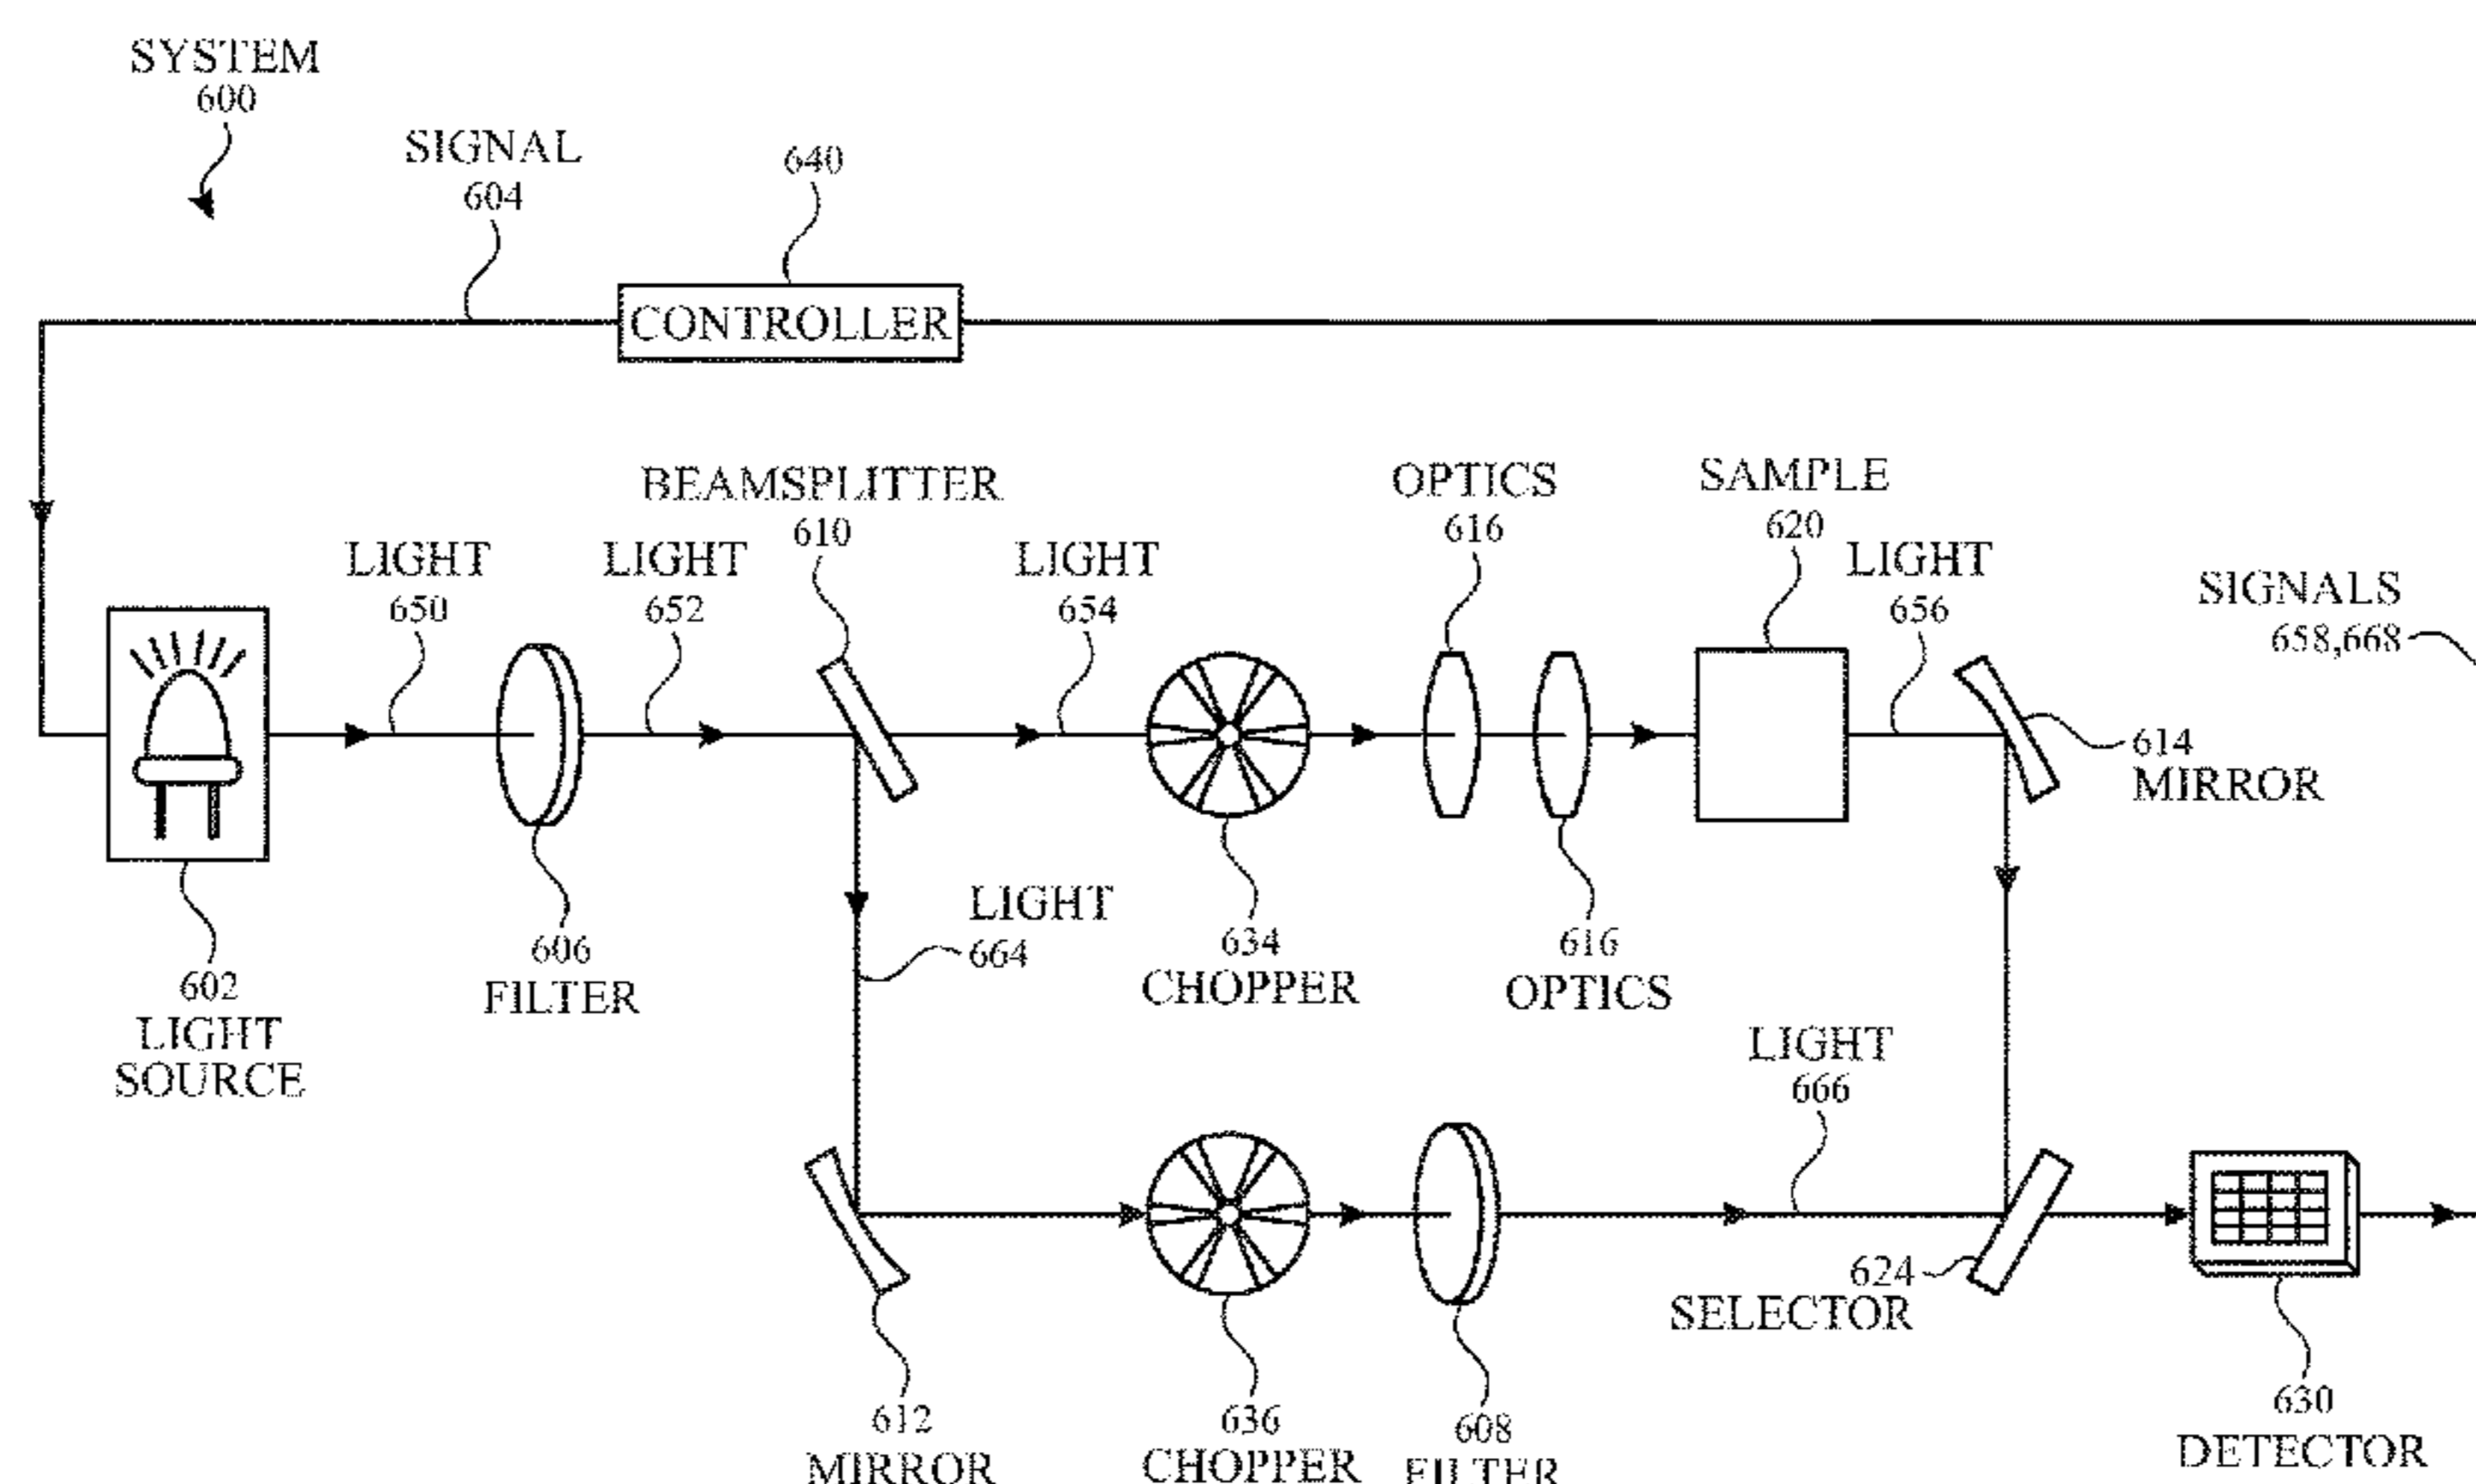 SYSTEM
600
SIGNAL
604
640
CONTROLLER
BEAMSPLITTER
610
OPTICS
616
SAMPLE
620
LIGHT
650
LIGHT
652
LIGHT
654
LIGHT
656
SIGNALS
658,668
614
MIRROR
LIGHT
664
602
LIGHT
SOURCE
606
FILTER
634
CHOPPER
616
OPTICS
LIGHT
666
624
SELECTOR
612
MIRROR
636
CHOPPER
608
FILTER
630
DETECTOR